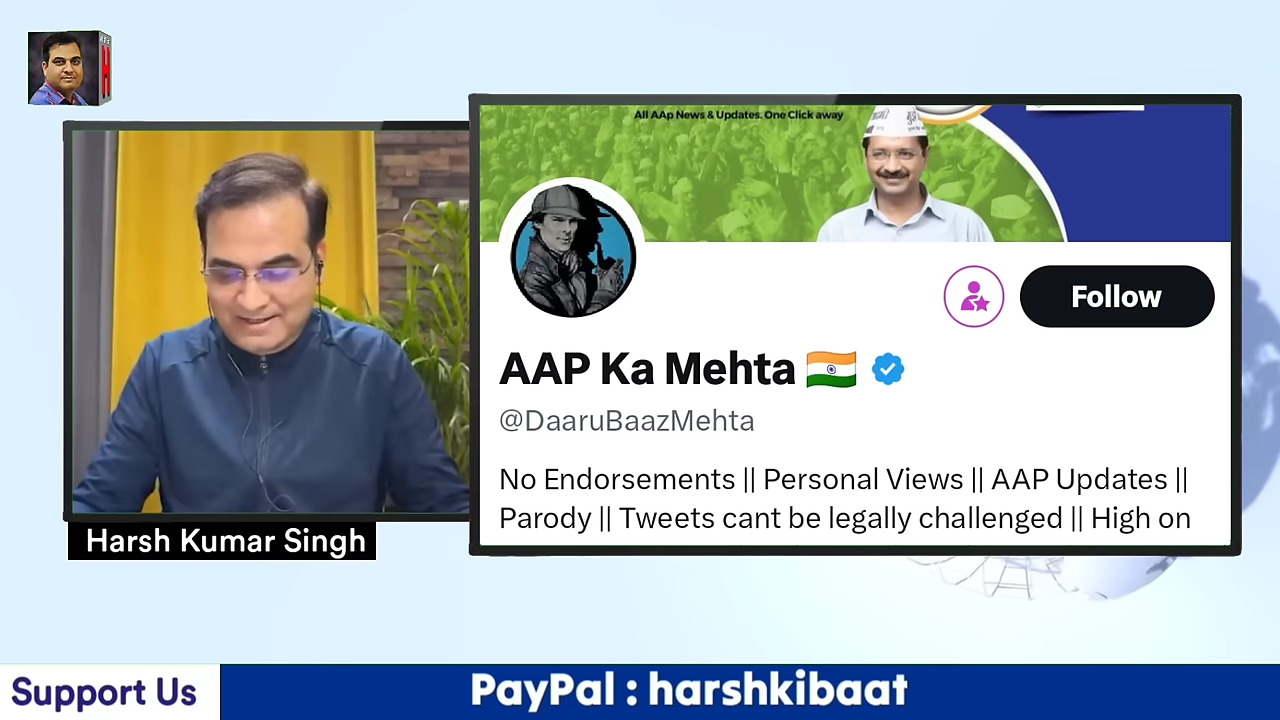 H
All AAp News & Updates. One Click away
Follow
AAP Ka Mehta
@DaaruBaazMehta
No Endorsements || Personal Views || AAP Updates ||
Parody || Tweets cant be legally challenged || High on
Harsh Kumar Singh
Support Us
PayPal : harshkibaat